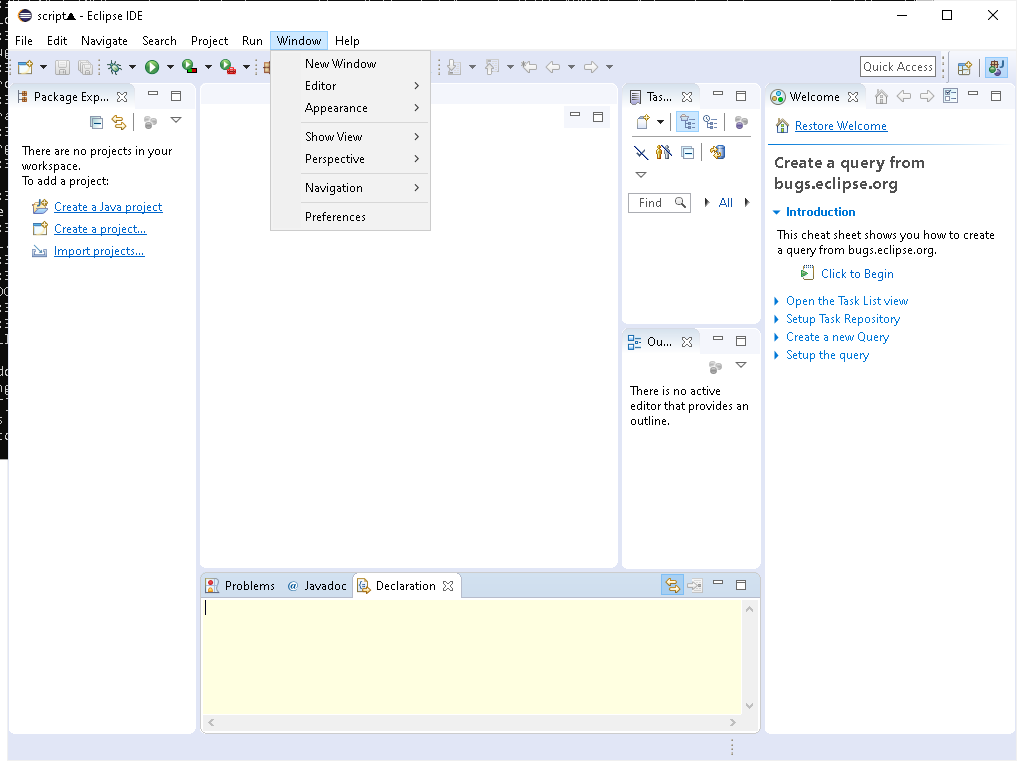 script▲ - Eclipse IDE
File Edit Navigate Search Project Run Window Help
New Window
Editor
Appearance
Show View
Perspective
Navigation
Preferences
Quick Access
Package Exp...
There are no projects in your
workspace.
To add a project:
Create a Java project
Create a project...
Import projects...
Tas...
Find
All
Ou...
There is no active
editor that provides an
outline.
Welcome
Restore Welcome
Create a query from
bugs.eclipse.org
Introduction
This cheat sheet shows you how to create
a query from bugs.eclipse.org.
Click to Begin
Open the Task List view
Setup Task Repository
Create a new Query
Setup the query
Problems @ Javadoc Declaration